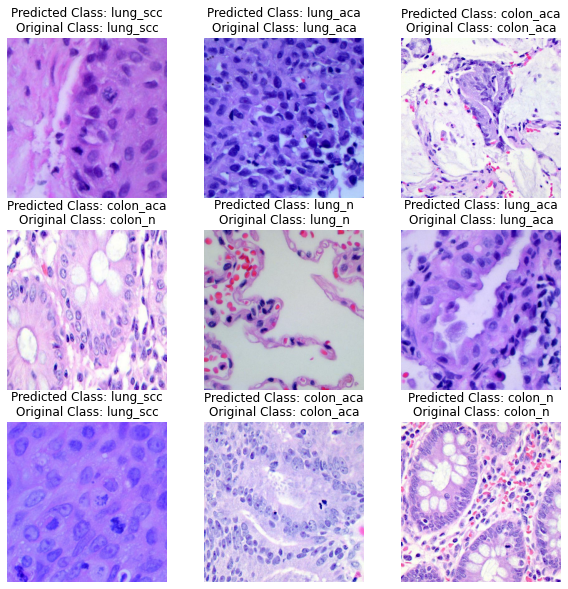 Predicted Class: lung_scc
Original Class: lung_scc
Predicted Class: lung_aca
Original Class: lung_aca
Predicted Class: colon_aca
Original Class: colon_aca
Predicted Class: colon_aca
Original Class: colon_n
Predicted Class: lung_n
Original Class: lung_n
Predicted Class: lung_aca
Original Class: lung_aca
Predicted Class: lung_scc
Original Class: lung_scc
Predicted Class: colon_aca
Original Class: colon_aca
Predicted Class: colon_n
Original Class: colon_n